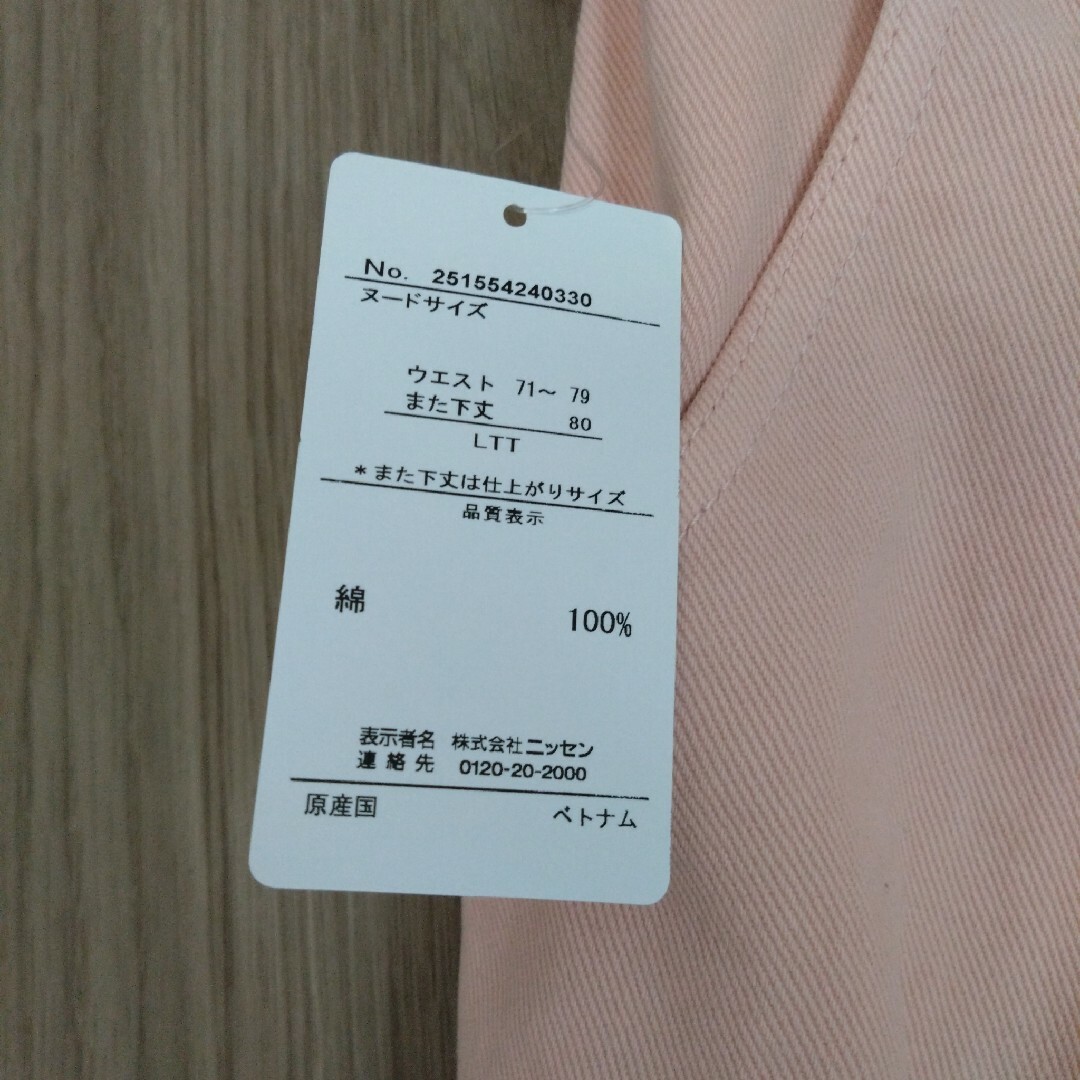 No. 251554240330
ヌードサイズ
ウエスト 71〜 79
また下丈 80
LTT
*また下丈は仕上がりサイズ
品質表示
綿 100%
表示者名 株式会社ニッセン
連絡先 0120-20-2000
原産国 ベトナム